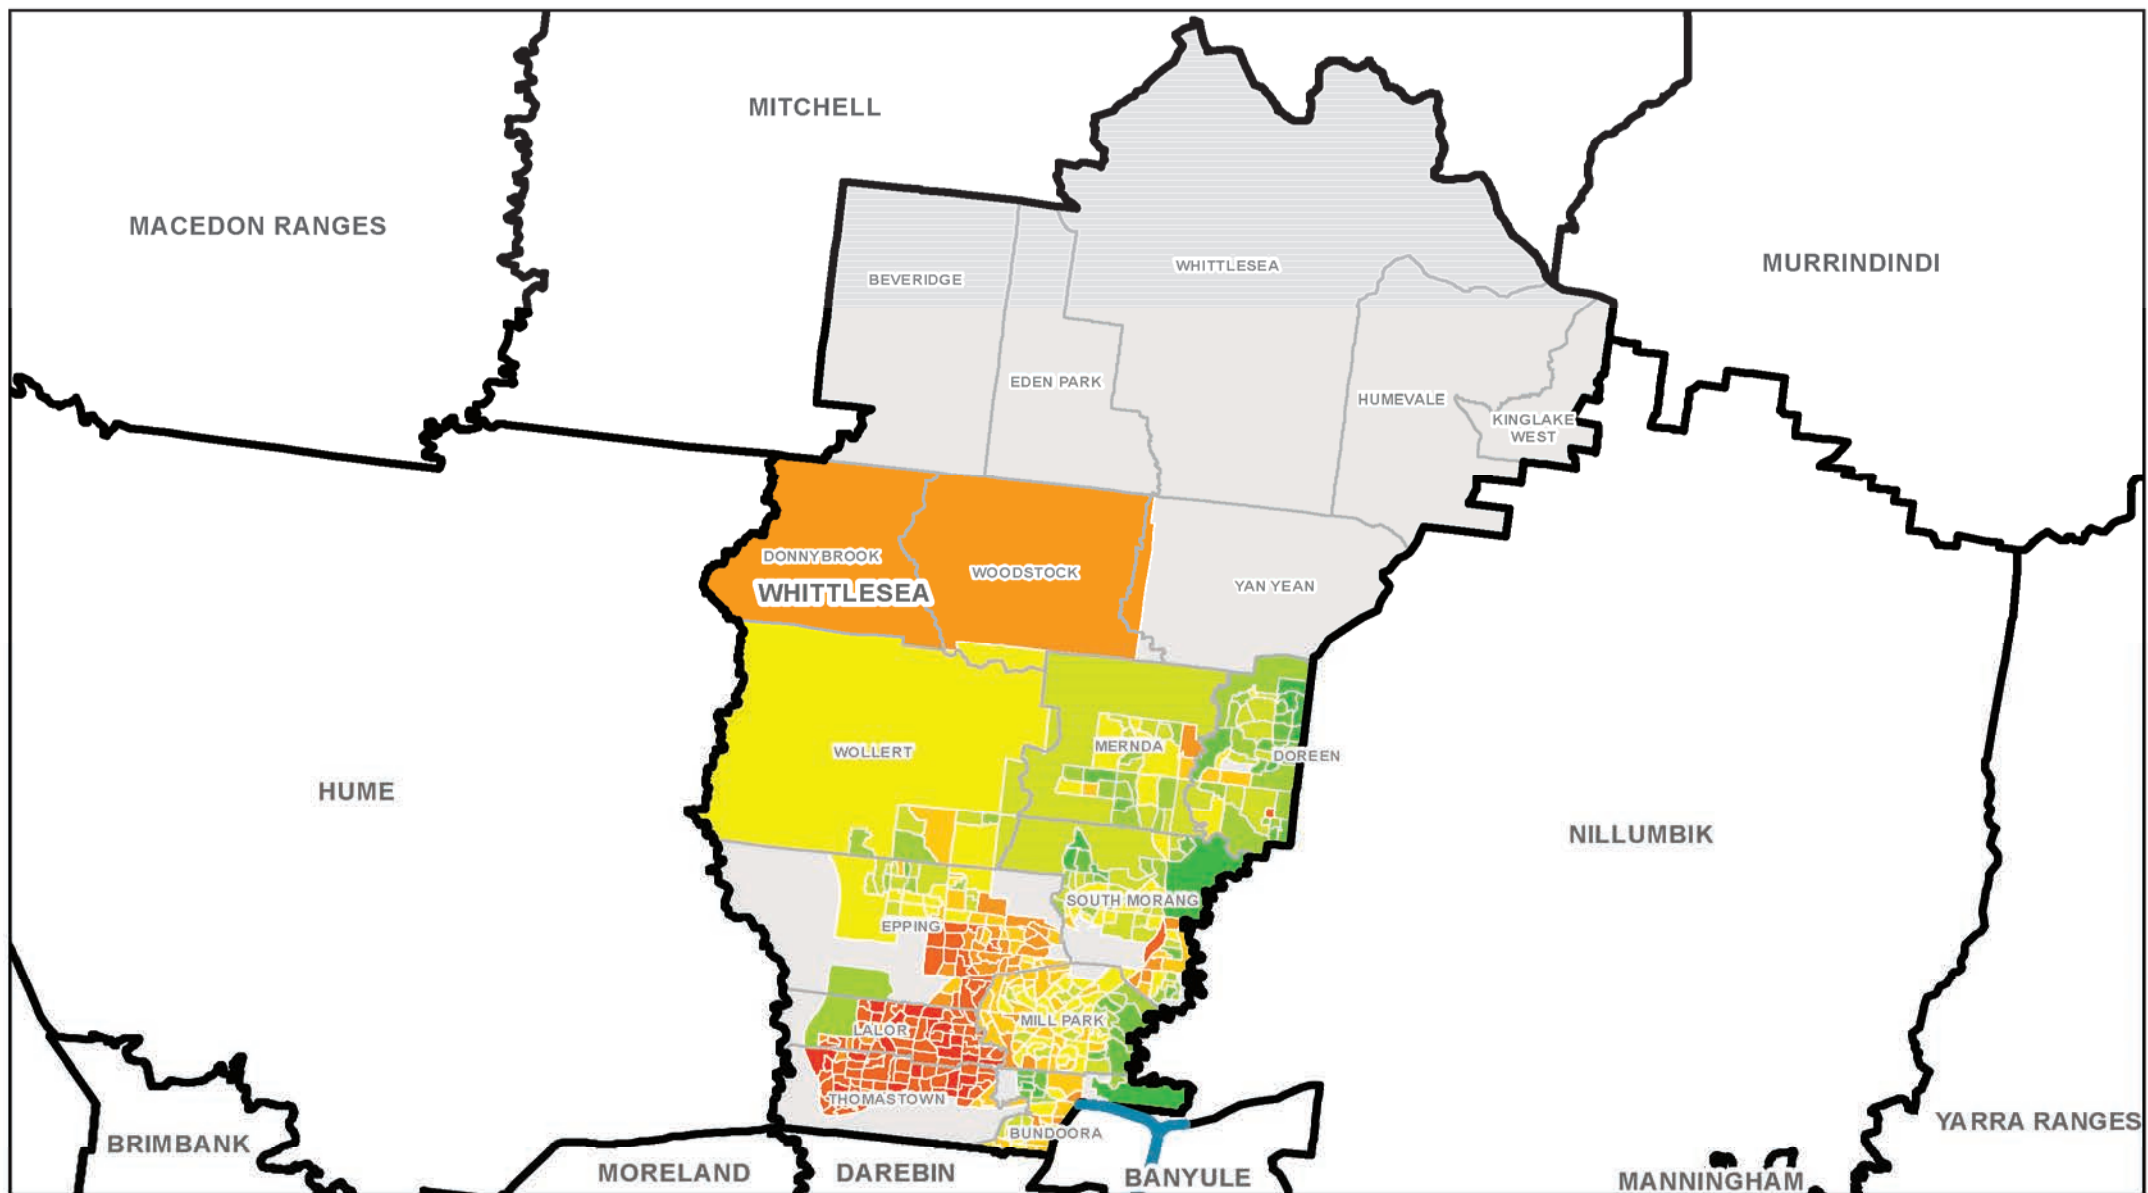 MITCHELL
MACEDON RANGES
MURRINDINDI
WHITTLESEA
BEVERIDGE
EDEN PARK
HUMEVALE
KINGLAKE
WEST
DONNYBROOK
WOODSTOCK
YAN YEAN
WHITTLESEA
WOLLERT
MERNDA
DOREEN
HUME
NILLUMBIK
SOUTH MORANG
EPPING
MILL PARK
LALOR
THOMASTOWN
YARRA RANGES
BUNDOORA
BRIMBANK
MORELAND
DAREBIN
BANYULE
MANNINGHAM